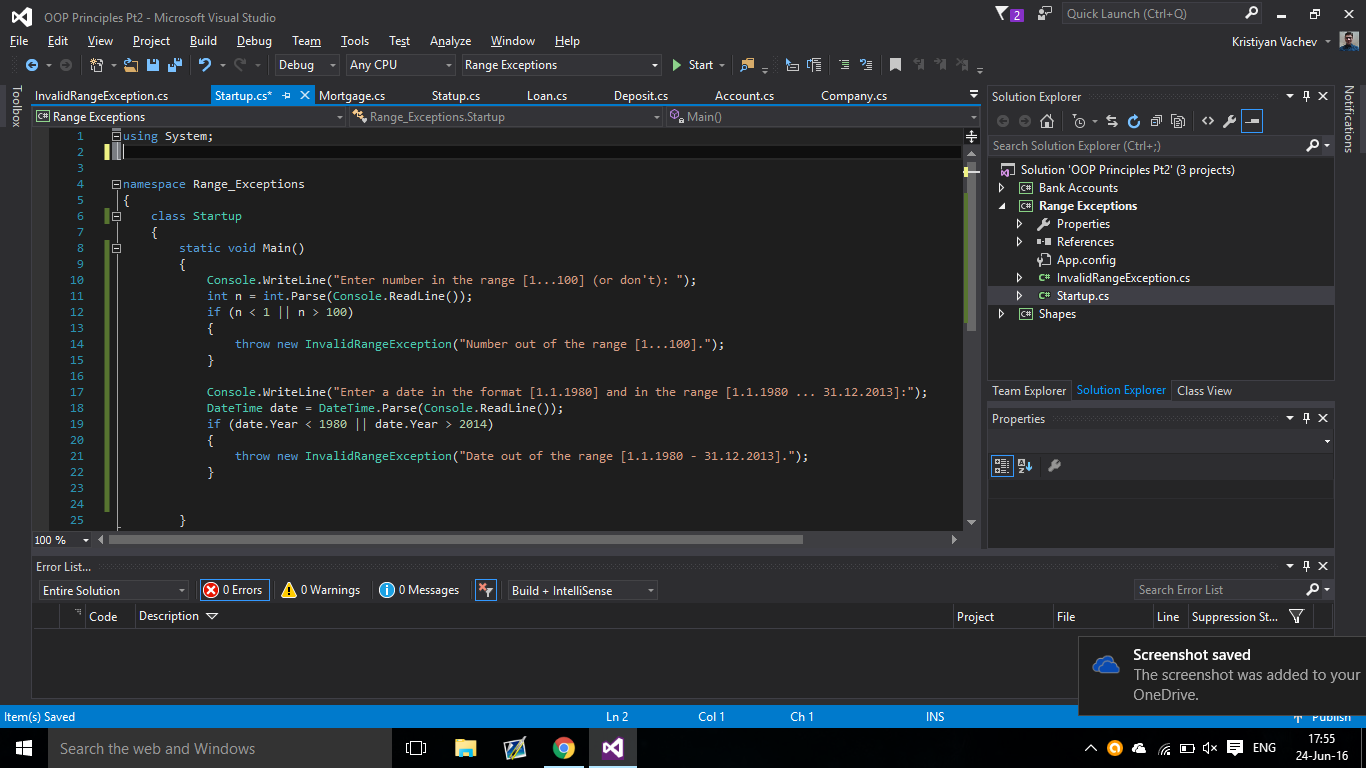 OOP Principles Pt2 - Microsoft Visual Studio
2
Quick Launch (Ctrl+Q)
File Edit View Project Build Debug Team Tools Test Analyze Window Help
Kristiyan Vachev
Debug Any CPU Range Exceptions Start
Toolbox
InvalidRangeException.cs Startup.cs* Mortgage.cs Statup.cs Loan.cs Deposit.cs Account.cs Company.cs
Range Exceptions Range_Exceptions.Startup Main()
1 using System;
2
3
4 namespace Range_Exceptions
5 {
6 class Startup
7 {
8 static void Main()
9 {
10 Console.WriteLine("Enter number in the range [1...100] (or don't): ");
11 int n = int.Parse(Console.ReadLine());
12 if (n < 1 || n > 100)
13 {
14 throw new InvalidRangeException("Number out of the range [1...100].");
15 }
16
17 Console.WriteLine("Enter a date in the format [1.1.1980] and in the range [1.1.1980 ... 31.12.2013]:");
18 DateTime date = DateTime.Parse(Console.ReadLine());
19 if (date.Year < 1980 || date.Year > 2014)
20 {
21 throw new InvalidRangeException("Date out of the range [1.1.1980 - 31.12.2013].");
22 }
23
24
25 }
100 %
Solution Explorer
Search Solution Explorer (Ctrl+;)
Solution 'OOP Principles Pt2' (3 projects)
C# Bank Accounts
C# Range Exceptions
Properties
References
App.config
C# InvalidRangeException.cs
C# Startup.cs
C# Shapes
Team Explorer Solution Explorer Class View
Properties
Notifications
Error List...
Entire Solution 0 Errors 0 Warnings 0 Messages Build + IntelliSense
Search Error List
Code Description Project File Line Suppression St...
Screenshot saved
The screenshot was added to your
OneDrive.
Item(s) Saved Ln 2 Col 1 Ch 1 INS Publish
Search the web and Windows
ENG
17:55
24-Jun-16